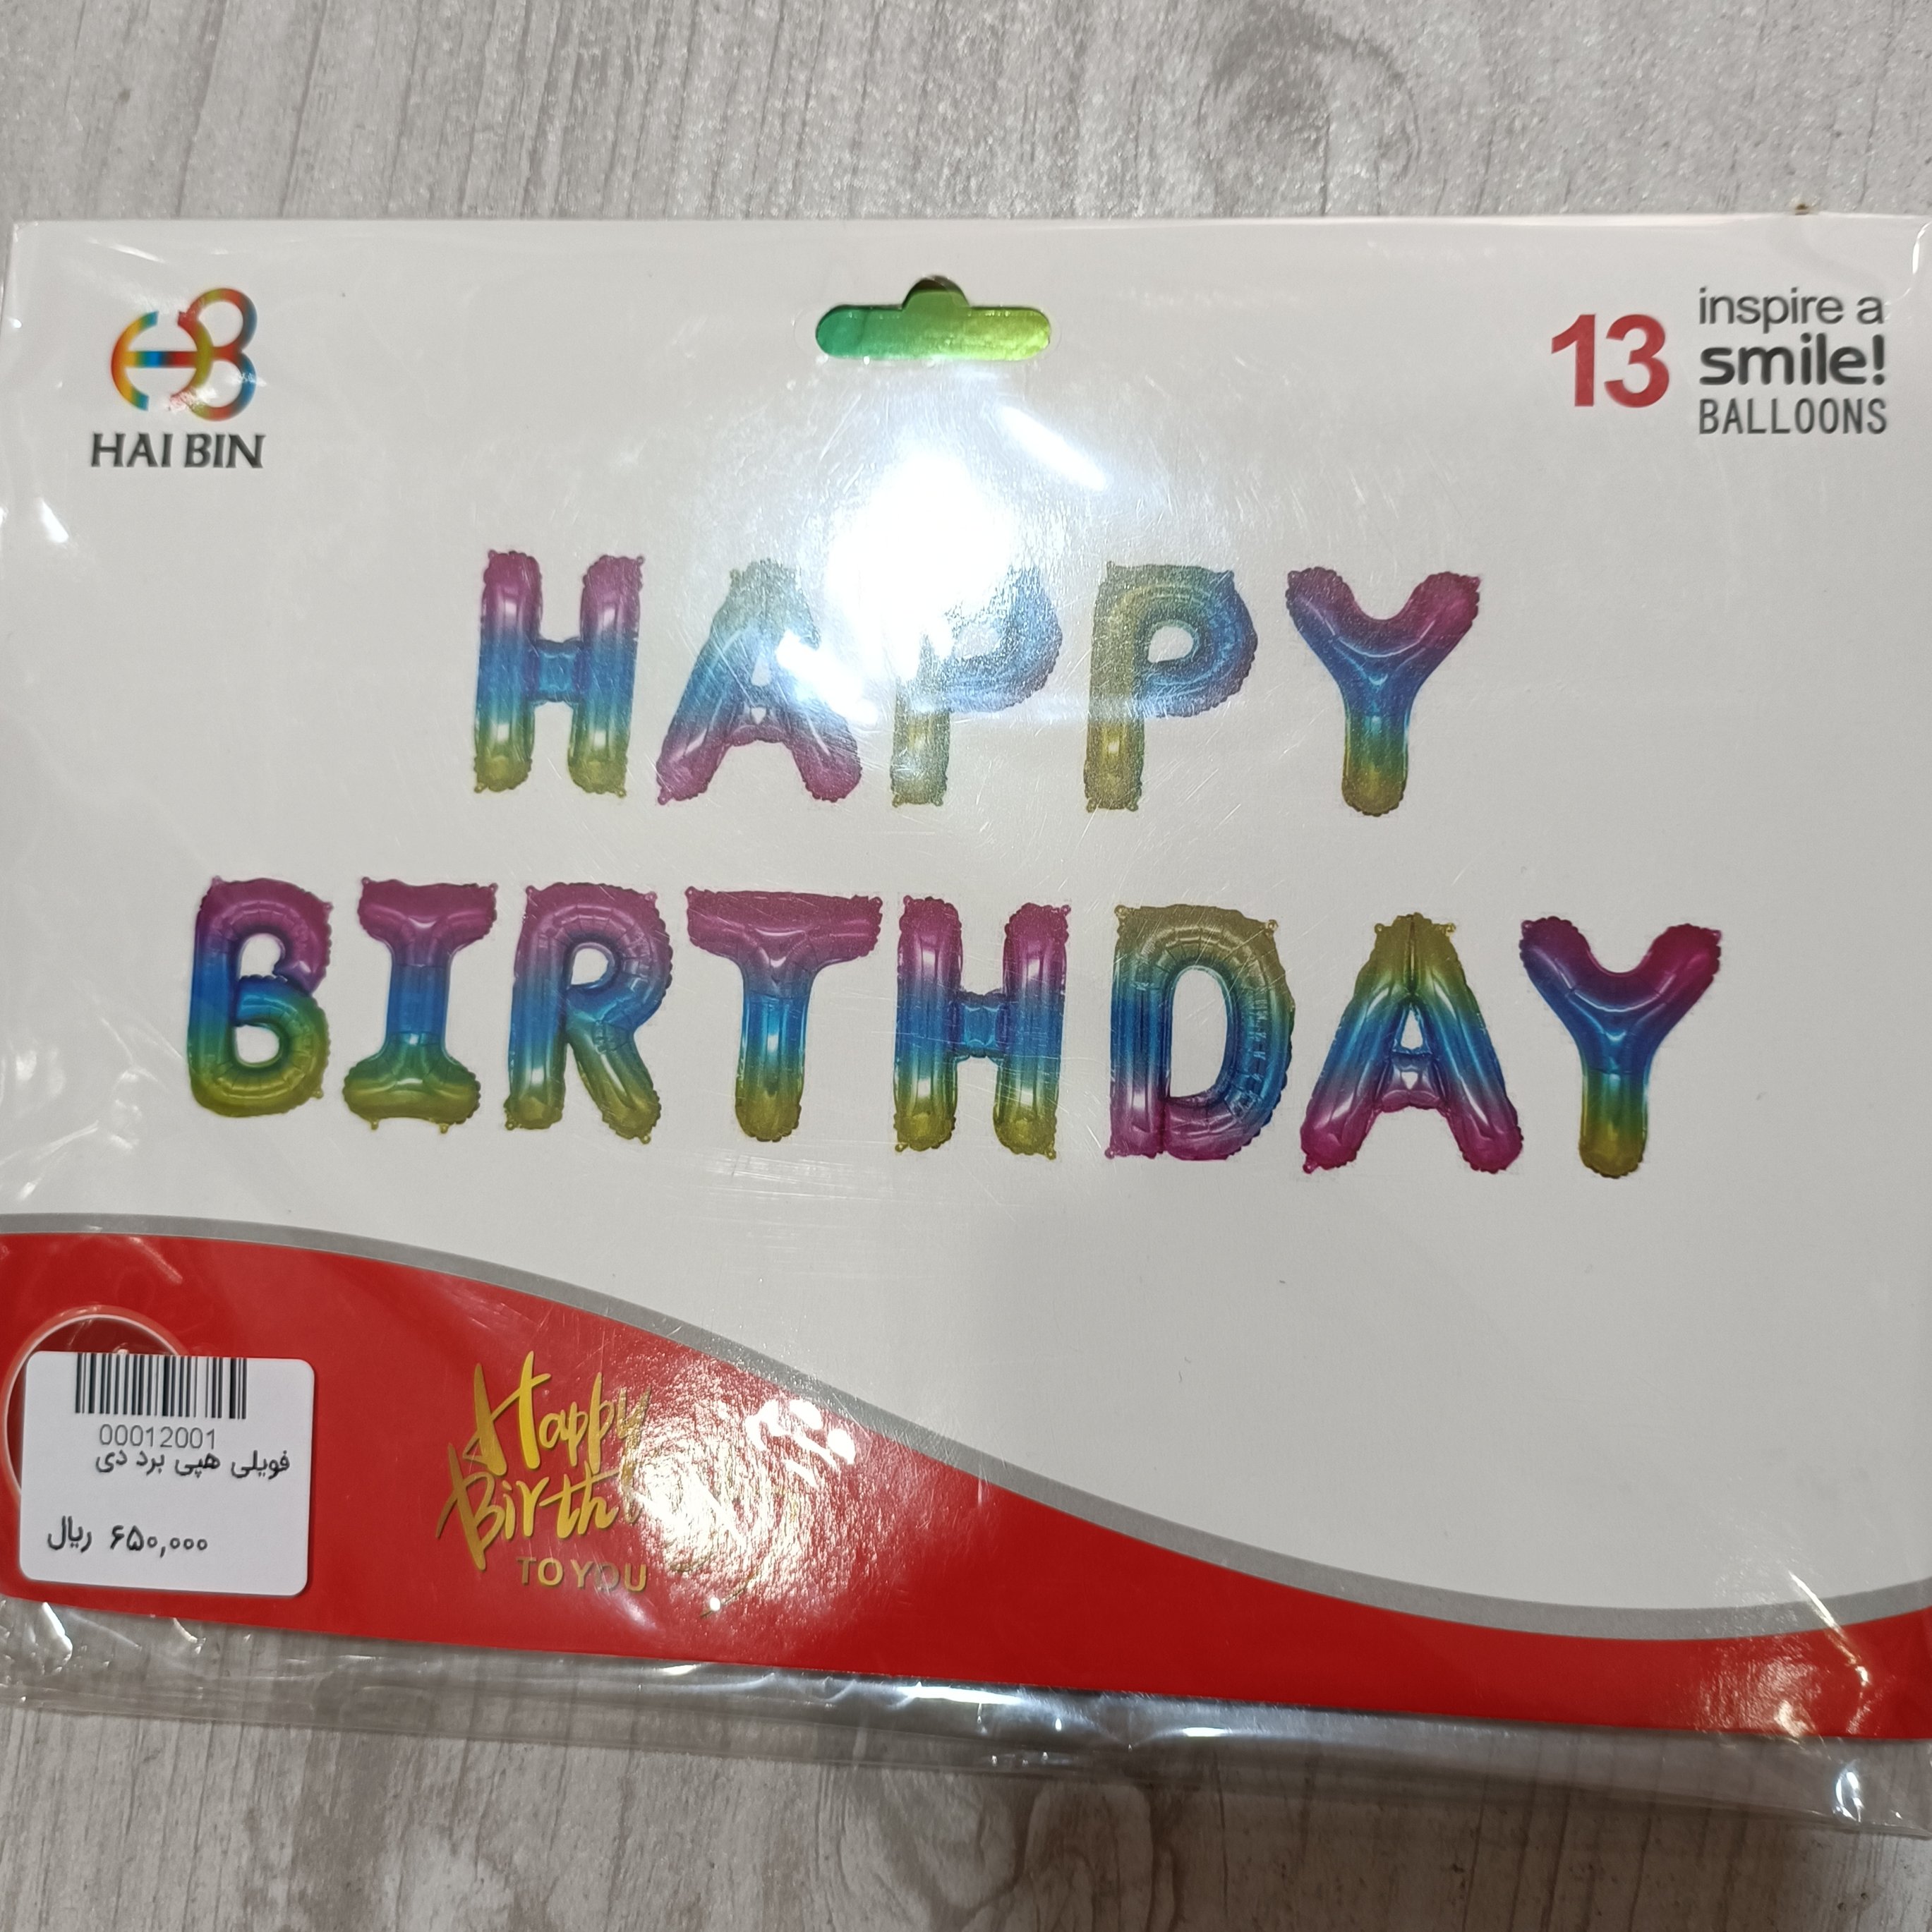 HAI BIN
13
inspire a
smile!
BALLOONS
HAPPY
BIRTHDAY
00012001
فویلی هپی برد دی
۶۵۰,۰۰۰ ریال
Happy
TO YOU